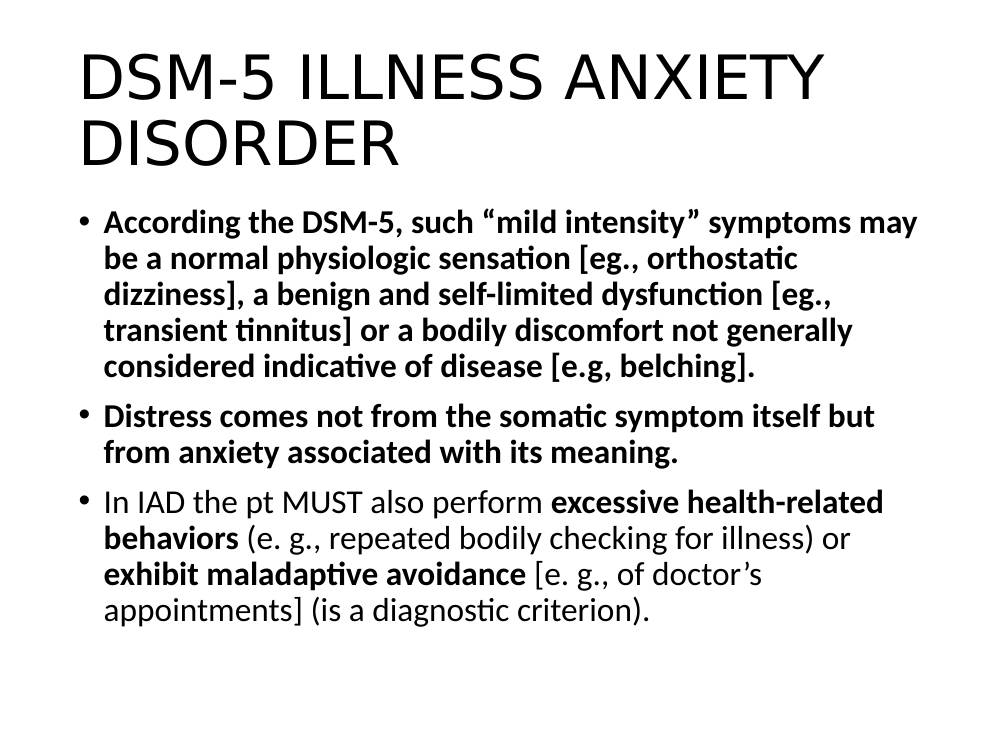 DSM-5 ILLNESS ANXIETY
DISORDER
• According the DSM-5, such “mild intensity” symptoms may
be a normal physiologic sensation [eg., orthostatic
dizziness], a benign and self-limited dysfunction [eg.,
transient tinnitus] or a bodily discomfort not generally
considered indicative of disease [e.g, belching].
• Distress comes not from the somatic symptom itself but
from anxiety associated with its meaning.
• In IAD the pt MUST also perform excessive health-related
behaviors (e. g., repeated bodily checking for illness) or
exhibit maladaptive avoidance [e. g., of doctor’s
appointments] (is a diagnostic criterion).